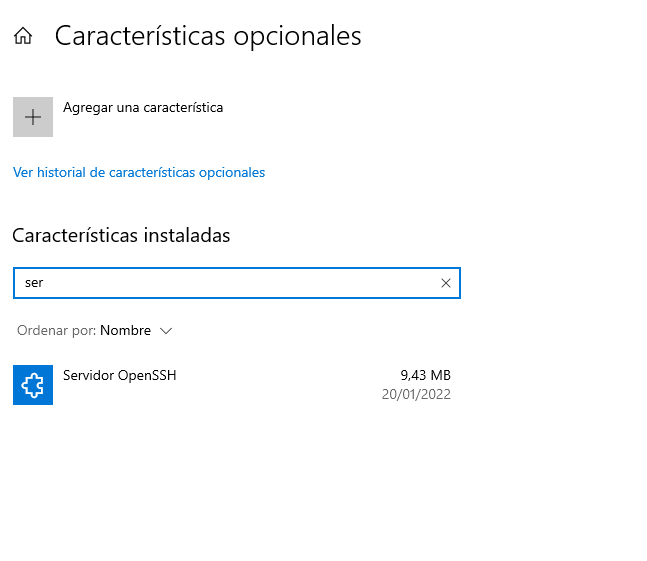 Características opcionales
Agregar una característica
Ver historial de características opcionales
Características instaladas
ser
Ordenar por: Nombre
Servidor OpenSSH 9,43 MB
20/01/2022